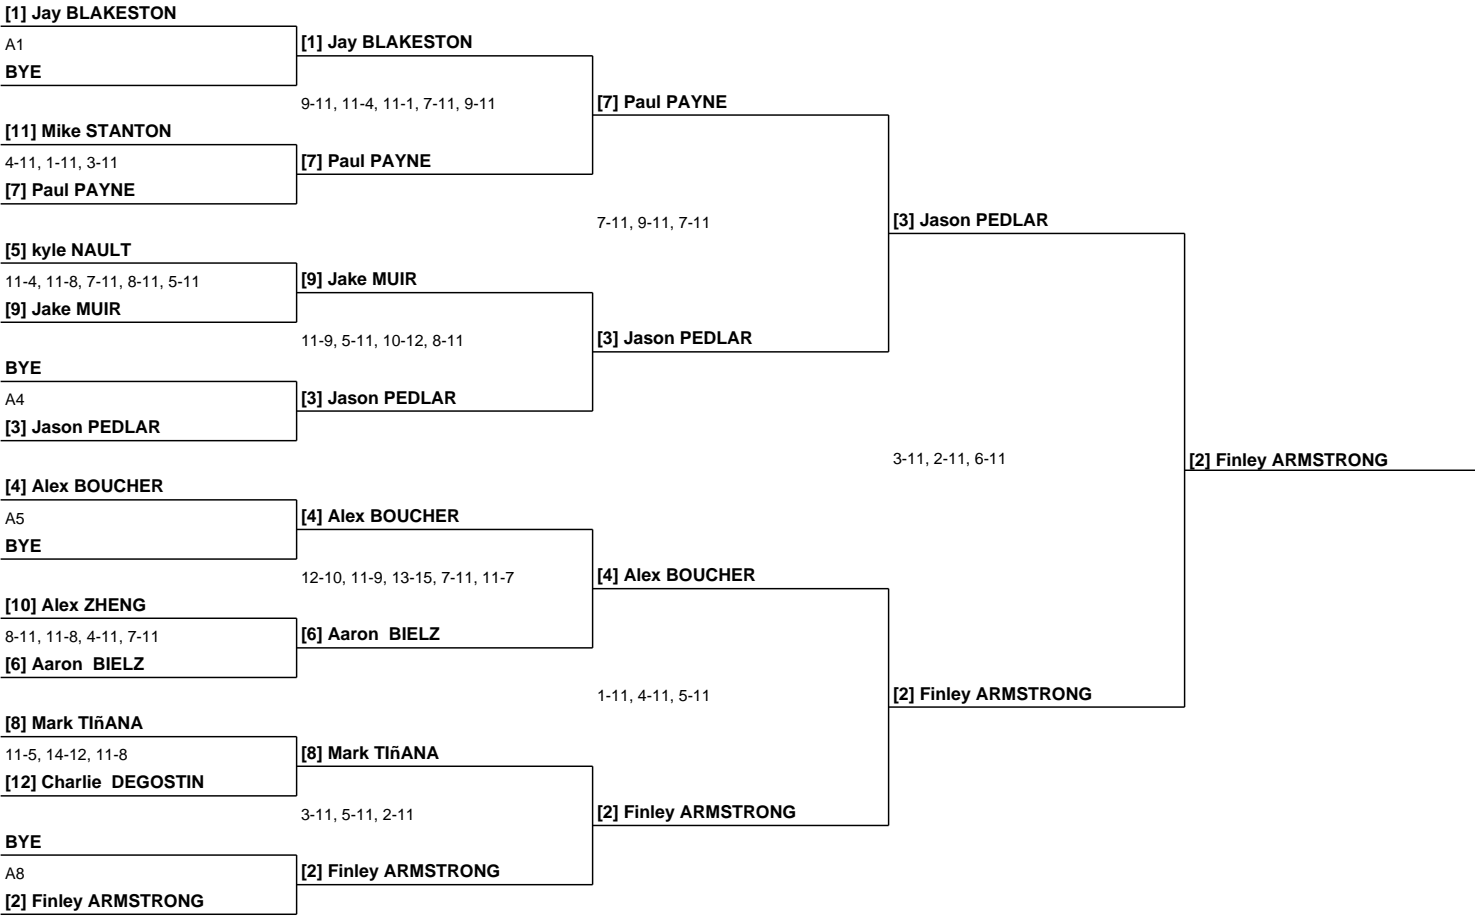 [1] Jay BLAKESTON
A1
BYE
[1] Jay BLAKESTON
9-11, 11-4, 11-1, 7-11, 9-11
[11] Mike STANTON
4-11, 1-11, 3-11
[7] Paul PAYNE
[7] Paul PAYNE
[7] Paul PAYNE
7-11, 9-11, 7-11
[5] kyle NAULT
11-4, 11-8, 7-11, 8-11, 5-11
[9] Jake MUIR
[9] Jake MUIR
11-9, 5-11, 10-12, 8-11
BYE
A4
[3] Jason PEDLAR
[3] Jason PEDLAR
[3] Jason PEDLAR
[3] Jason PEDLAR
3-11, 2-11, 6-11
[2] Finley ARMSTRONG
[4] Alex BOUCHER
A5
BYE
[4] Alex BOUCHER
12-10, 11-9, 13-15, 7-11, 11-7
[10] Alex ZHENG
8-11, 11-8, 4-11, 7-11
[6] Aaron  BIELZ
[6] Aaron  BIELZ
[4] Alex BOUCHER
1-11, 4-11, 5-11
[2] Finley ARMSTRONG
[8] Mark TIñANA
11-5, 14-12, 11-8
[12] Charlie  DEGOSTIN
[8] Mark TIñANA
3-11, 5-11, 2-11
BYE
A8
[2] Finley ARMSTRONG
[2] Finley ARMSTRONG
[2] Finley ARMSTRONG